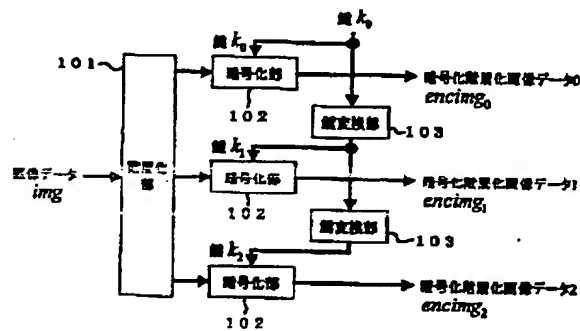 鍵 k₀
鍵 k₀
101
暗号化部
暗号化階層化画像データ0
encimg₀
102
鍵変換部
103
鍵 k₁
画像データ
img
階層化部
暗号化部
暗号化階層化画像データ1
encimg₁
102
鍵変換部
103
鍵 k₂
暗号化部
暗号化階層化画像データ2
encimg₂
102